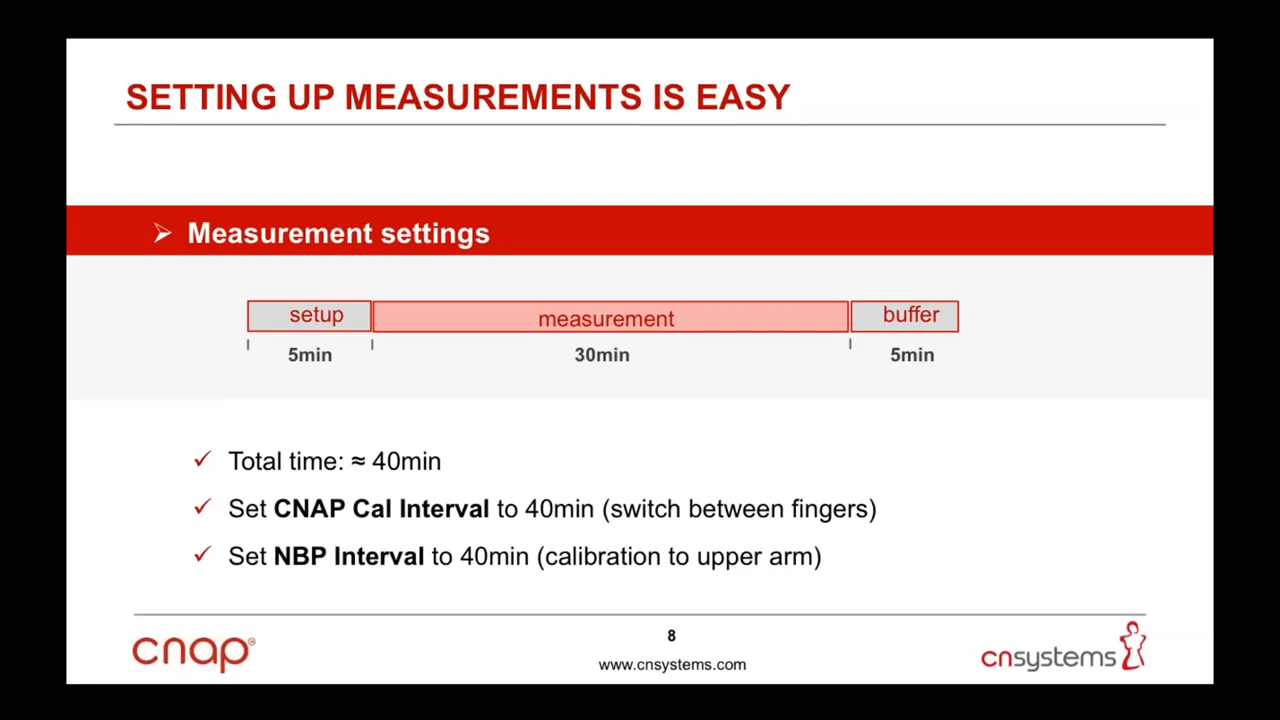 SETTING UP MEASUREMENTS IS EASY
➢ Measurement settings
setup measurement buffer
5min 30min 5min
✓ Total time: ≈ 40min
✓ Set CNAP Cal Interval to 40min (switch between fingers)
✓ Set NBP Interval to 40min (calibration to upper arm)
8
cnap
www.cnsystems.com
cnsystems